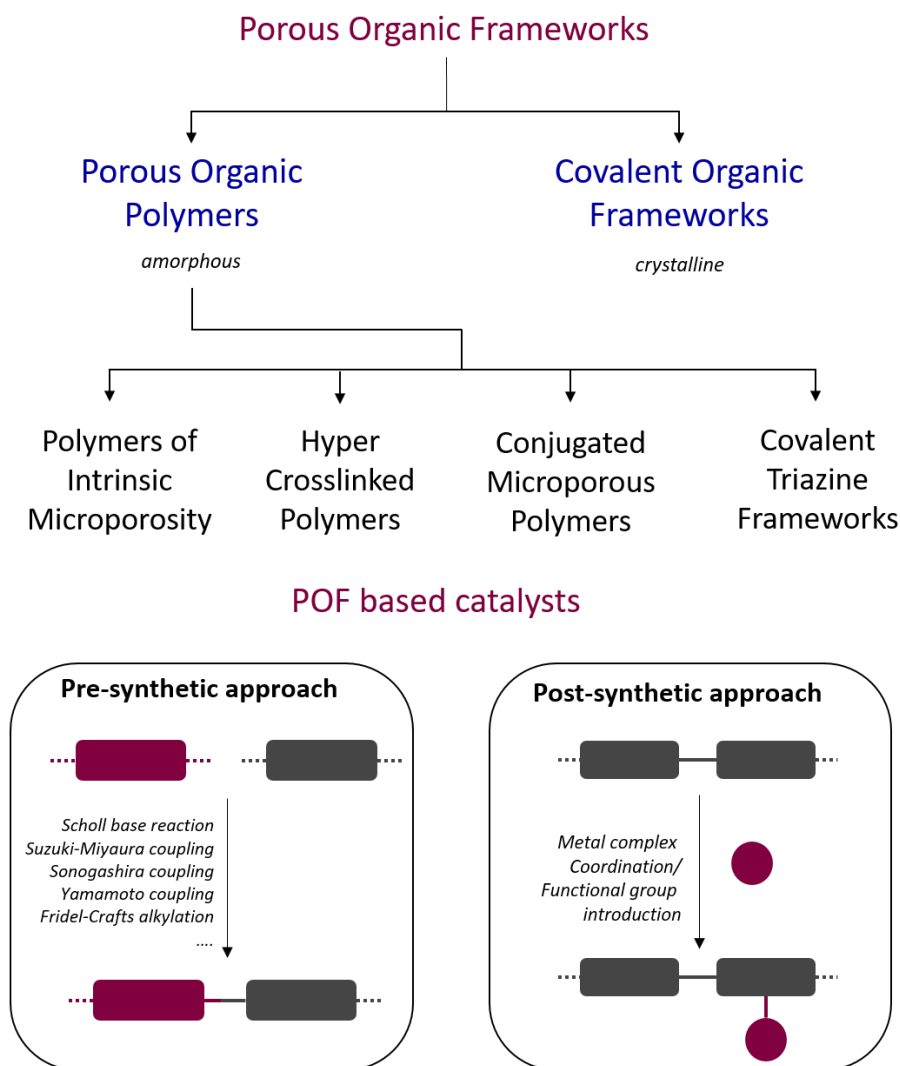 Porous Organic Frameworks
Porous Organic
Polymers
amorphous
Covalent Organic
Frameworks
crystalline
Polymers of
Intrinsic
Microporosity
Hyper
Crosslinked
Polymers
Conjugated
Microporous
Polymers
Covalent
Triazine
Frameworks
POF based catalysts
Pre-synthetic approach
Scholl base reaction
Suzuki-Miyaura coupling
Sonogashira coupling
Yamamoto coupling
Fridel-Crafts alkylation
....
Post-synthetic approach
Metal complex
Coordination/
Functional group
introduction